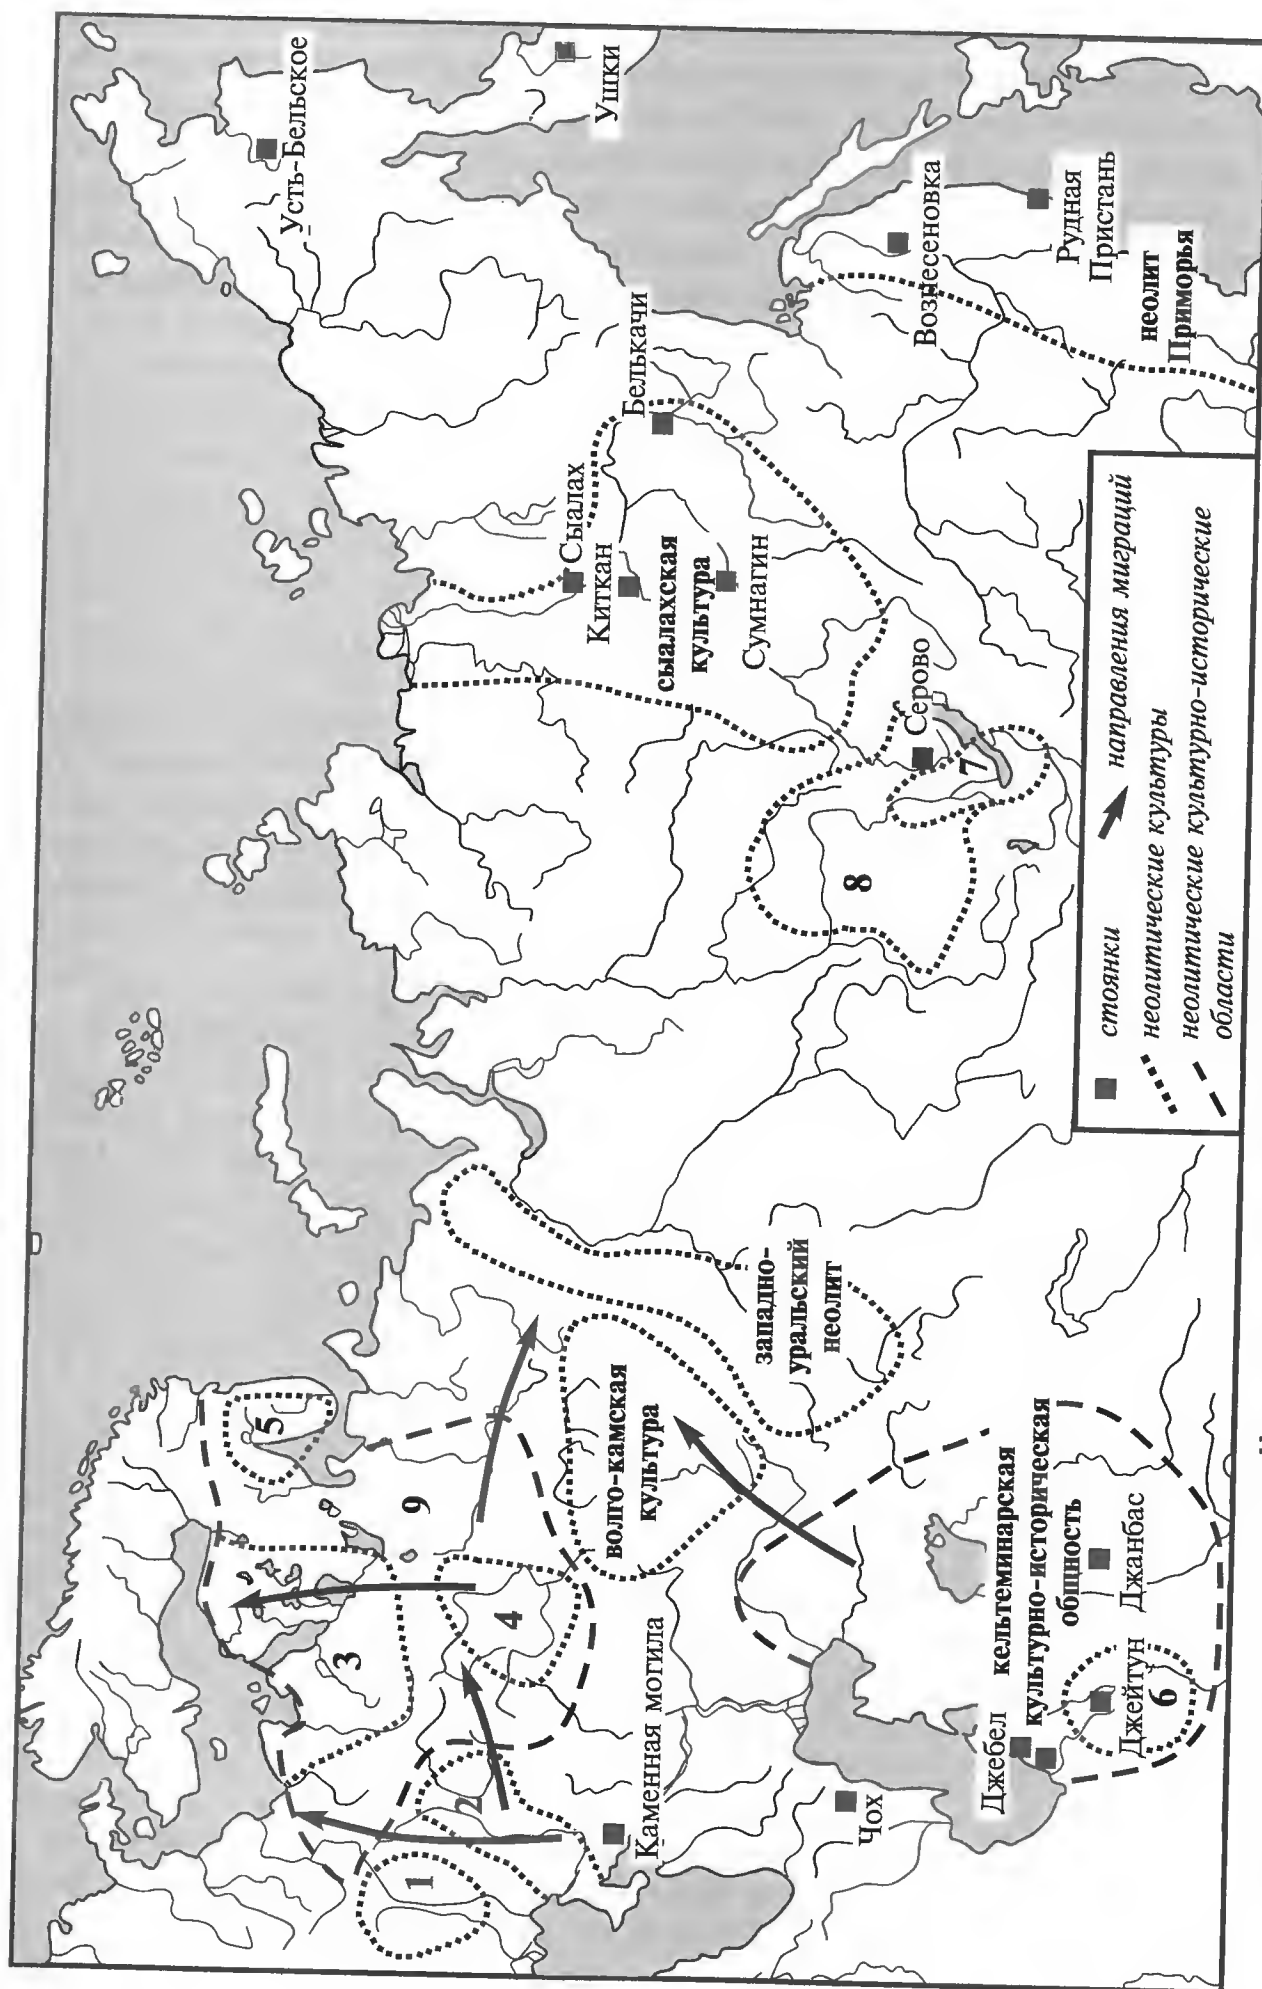 Усть-Бельское
Ушки
Белькачи
Сыалах
Киткан
сыалахская
культура
Сумнагин
Вознесеновка
Рудная
Пристань
неолит
Приморья
Серово
7
8
5
9
3
4
2
1
волго-камская
культура
западно-
уральский
неолит
Каменная могила
Чох
Джебел
кельтеминарская
культурно-историческая
общность
Джанбас
Джейтун
6
стоянки
направления миграций
неолитические культуры
неолитические культурно-исторические
области